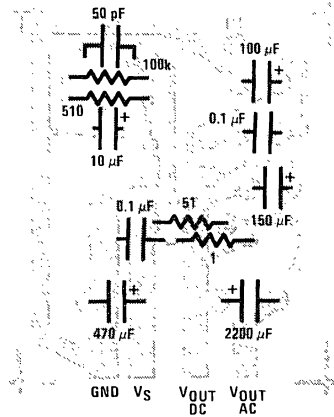 50 pF
100k
100 μF
+
510
+
0.1 μF
10 μF
+
150 μF
0.1 μF
51
1
+
+
470 μF
2200 μF
GND VS VOUT DC VOUT AC